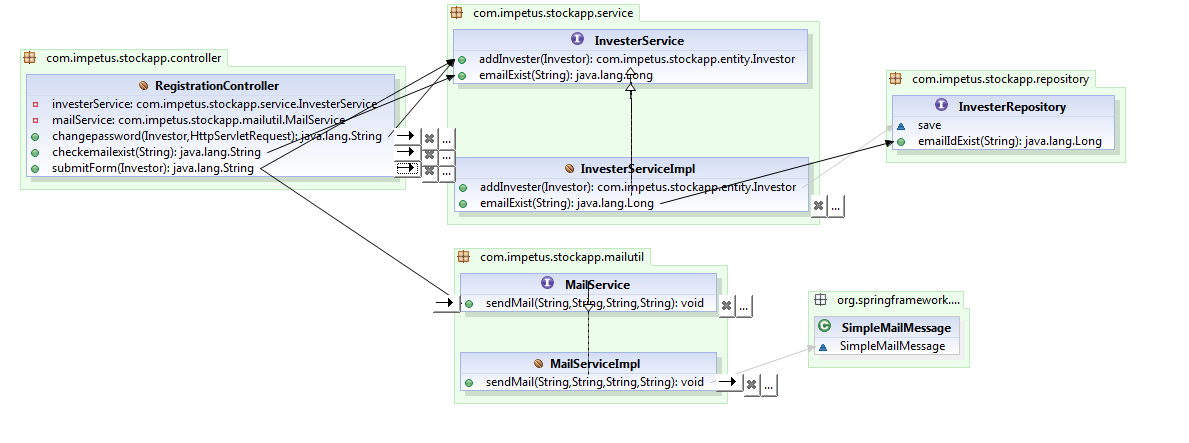 com.impetus.stockapp.controller
RegistrationController
investerService: com.impetus.stockapp.service.InvesterService
mailService: com.impetus.stockapp.mailutil.MailService
changepassword(Investor,HttpServletRequest): java.lang.String
checkemailexist(String): java.lang.String
submitForm(Investor): java.lang.String
...
...
...
com.impetus.stockapp.service
InvesterService
addInvester(Investor): com.impetus.stockapp.entity.Investor
emailExist(String): java.lang.Long
InvesterServiceImpl
addInvester(Investor): com.impetus.stockapp.entity.Investor
emailExist(String): java.lang.Long
...
com.impetus.stockapp.repository
InvesterRepository
save
emailIdExist(String): java.lang.Long
com.impetus.stockapp.mailutil
MailService
sendMail(String,String,String,String): void
...
MailServiceImpl
sendMail(String,String,String,String): void
...
org.springframework....
SimpleMailMessage
SimpleMailMessage